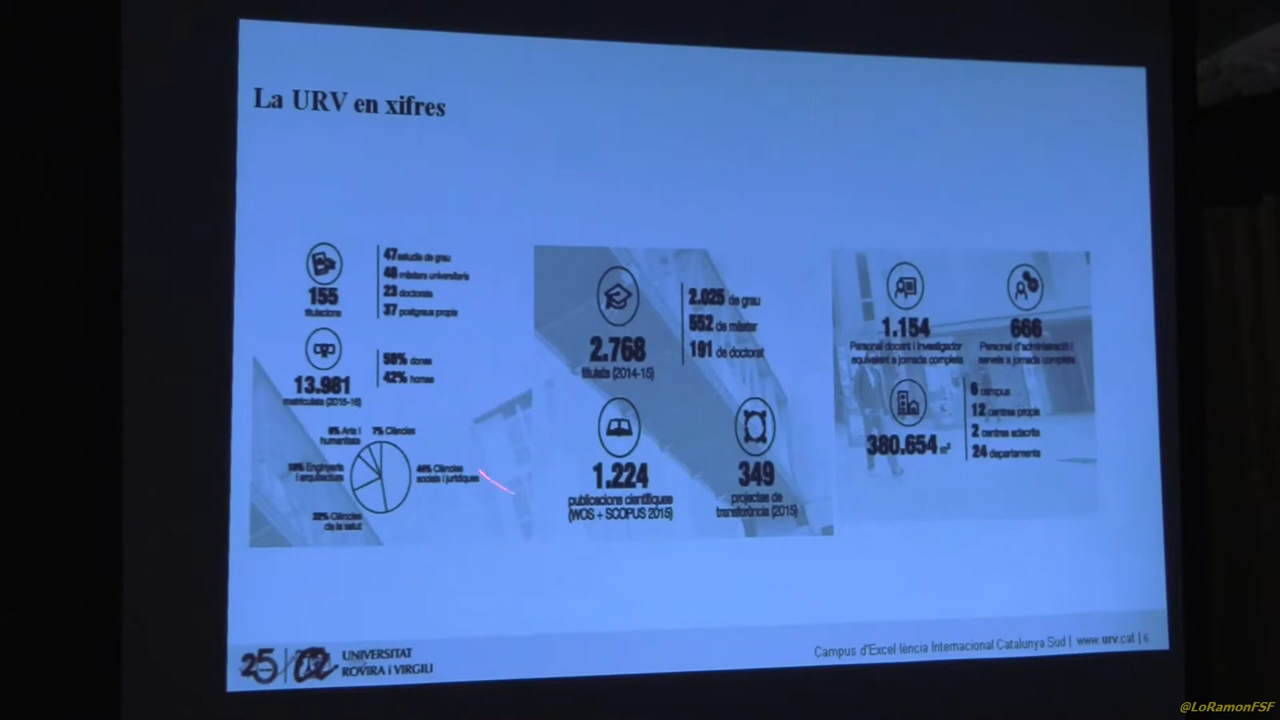 La URV en xifres
155
titulacions
47 estudis de grau
48 màsters universitaris
23 doctorats
37 postgraus propis
13.981
matriculats (2015-16)
58% dones
42% homes
7% Ciències
Arts i
humanitats
Enginyeria
i arquitectura
Ciències
socials i jurídiques
Ciències
de la salut
2.768
titulats (2014-15)
2.025 de grau
552 de màster
191 de doctorat
1.224
publicacions científiques
(WOS + SCOPUS 2015)
349
projectes de
transferència (2015)
1.154
Personal docent i investigador
equivalent a jornada completa
666
Personal d'administració i
serveis a jornada completa
380.654 m²
6 campus
12 centres propis
2 centres adscrits
24 departaments
25
UNIVERSITAT
ROVIRA i VIRGILI
Campus d'Excel·lència Internacional Catalunya Sud | www.urv.cat | 6
@LoRamonFSF